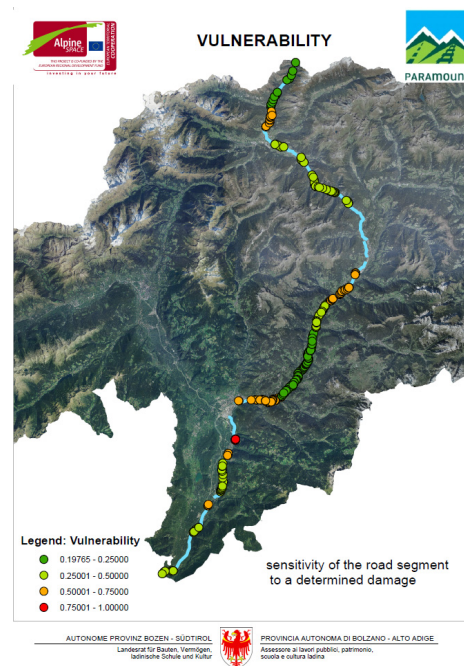 Alpine
SPACE
EUROPEAN TERRITORIAL
COOPERATION
THIS PROJECT IS CO-FUNDED BY THE
EUROPEAN REGIONAL DEVELOPMENT FUND
investing in your future
VULNERABILITY
PARAMOUNT
Legend: Vulnerability
0.19765 - 0.25000
0.25001 - 0.50000
0.50001 - 0.75000
0.75001 - 1.00000
sensitivity of the road segment
to a determined damage
AUTONOME PROVINZ BOZEN - SÜDTIROL
Landesrat für Bauten, Vermögen,
ladinische Schule und Kultur
PROVINCIA AUTONOMA DI BOLZANO - ALTO ADIGE
Assessore ai lavori pubblici, patrimonio,
scuola e cultura ladina